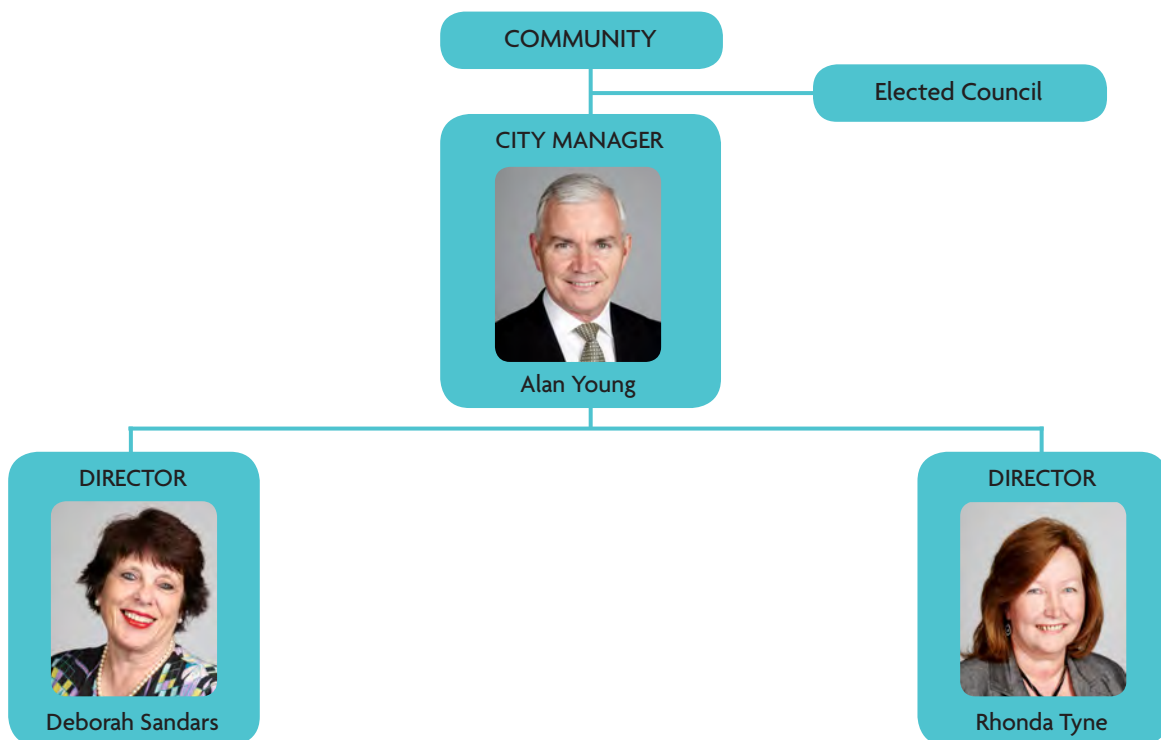 COMMUNITY
Elected Council
CITY MANAGER
Alan Young
DIRECTOR
Deborah Sandars
DIRECTOR
Rhonda Tyne